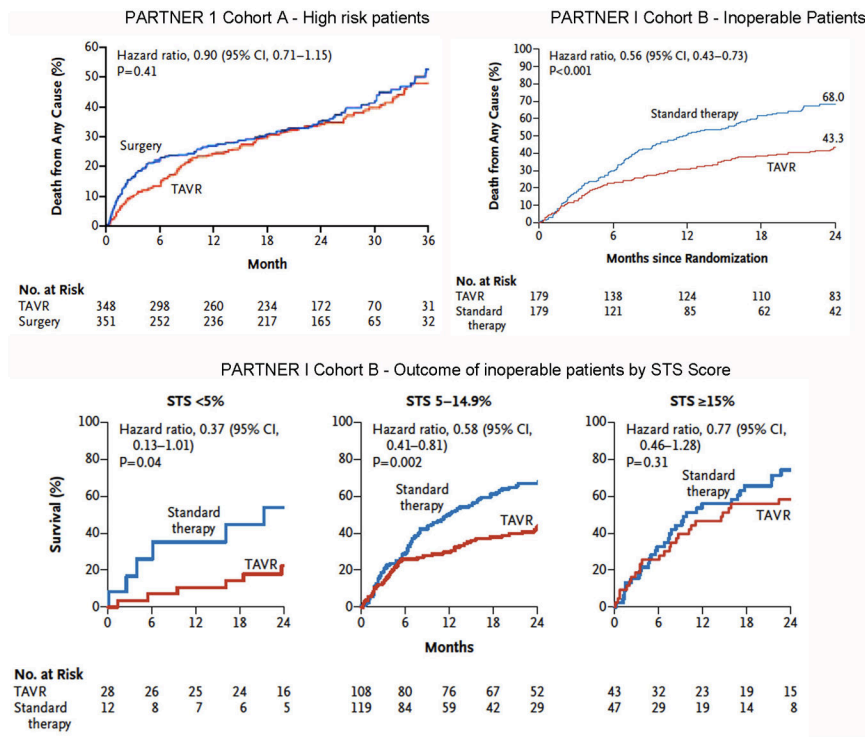 PARTNER 1 Cohort A - High risk patients
60
50
40
30
20
10
0
Death from Any Cause (%)
Hazard ratio, 0.90 (95% CI, 0.71–1.15)
P=0.41
Surgery
TAVR
0 6 12 18 24 30 36
Month
No. at Risk
TAVR 348 298 260 234 172 70 31
Surgery 351 252 236 217 165 65 32
PARTNER I Cohort B - Inoperable Patients
100
90
80
70
60
50
40
30
20
10
0
Death from Any Cause (%)
Hazard ratio, 0.56 (95% CI, 0.43–0.73)
P<0.001
Standard therapy
68.0
43.3
TAVR
0 6 12 18 24
Months since Randomization
No. at Risk
TAVR 179 138 124 110 83
Standard 179 121 85 62 42
therapy
PARTNER I Cohort B - Outcome of inoperable patients by STS Score
STS <5%
100
80
60
40
20
0
Survival (%)
Hazard ratio, 0.37 (95% CI,
0.13–1.01)
P=0.04
Standard
therapy
TAVR
0 6 12 18 24
STS 5–14.9%
100
80
60
40
20
0
Hazard ratio, 0.58 (95% CI,
0.41–0.81)
P=0.002
Standard
therapy
TAVR
0 6 12 18 24
STS ≥15%
100
80
60
40
20
0
Hazard ratio, 0.77 (95% CI,
0.46–1.28)
P=0.31
Standard
therapy
TAVR
0 6 12 18 24
Months
No. at Risk
TAVR 28 26 25 24 16 108 80 76 67 52 43 32 23 19 15
Standard 12 8 7 6 5 119 84 59 42 29 47 29 19 14 8
therapy